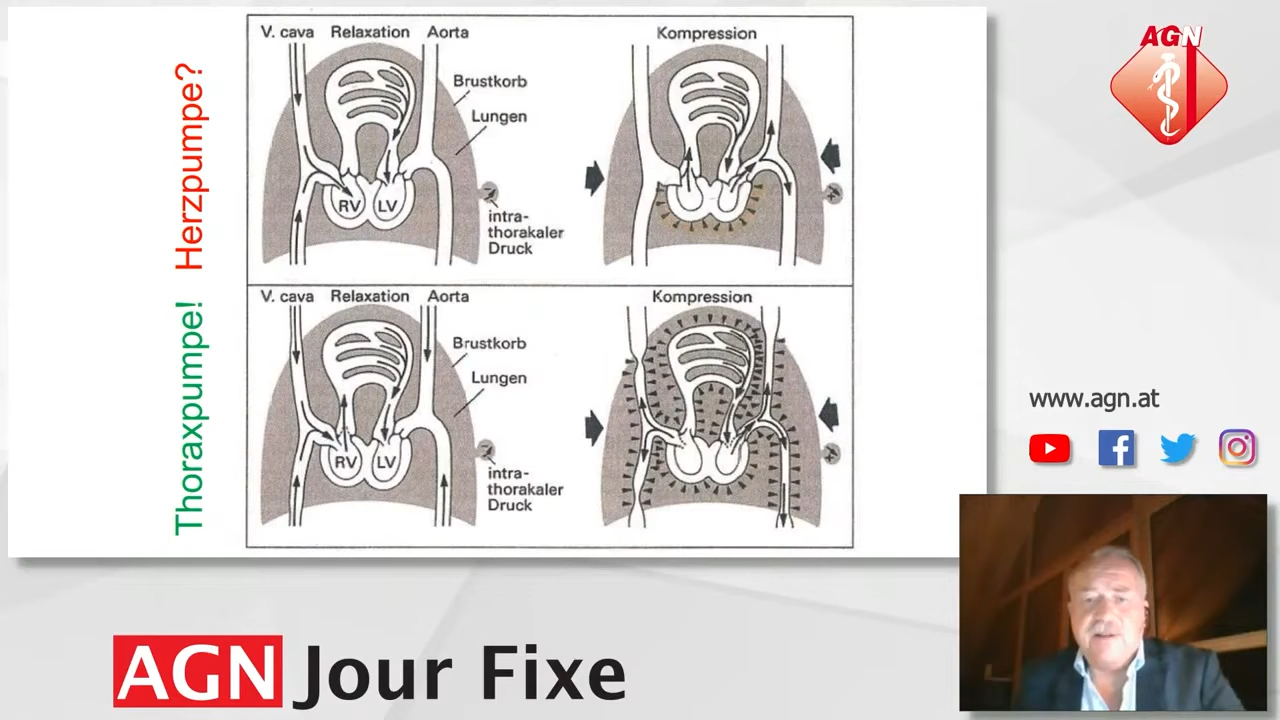 Herzpumpe?
V. cava Relaxation Aorta
Brustkorb
Lungen
RV LV
intra-
thorakaler
Druck
-
Kompression
+
Thoraxpumpe!
V. cava Relaxation Aorta
Brustkorb
Lungen
RV LV
intra-
thorakaler
Druck
-
Kompression
+
AGN
www.agn.at
AGN Jour Fixe